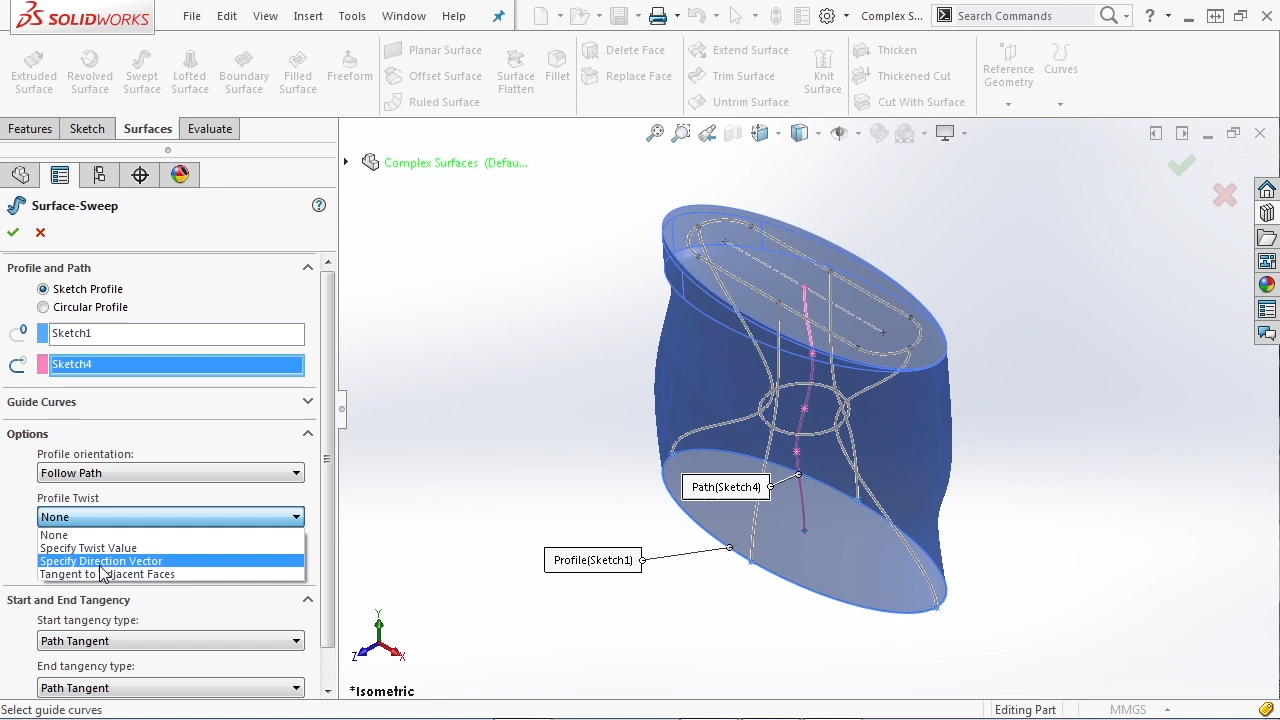 SOLIDWORKS
File Edit View Insert Tools Window Help
Complex S...
Search Commands
?
Extruded Surface
Revolved Surface
Swept Surface
Lofted Surface
Boundary Surface
Filled Surface
Freeform
Planar Surface
Offset Surface
Ruled Surface
Surface Flatten
Fillet
Delete Face
Replace Face
Extend Surface
Trim Surface
Untrim Surface
Knit Surface
Thicken
Thickened Cut
Cut With Surface
Reference Geometry
Curves
Features Sketch Surfaces Evaluate
Complex Surfaces (Defau...
Surface-Sweep
Profile and Path
Sketch Profile
Circular Profile
Sketch1
Sketch4
Guide Curves
Options
Profile orientation:
Follow Path
Profile Twist
None
None
Specify Twist Value
Specify Direction Vector
Tangent to Adjacent Faces
Start and End Tangency
Start tangency type:
Path Tangent
End tangency type:
Path Tangent
Path(Sketch4)
Profile(Sketch1)
Y
Z
X
*Isometric
Select guide curves
Editing Part
MMGS